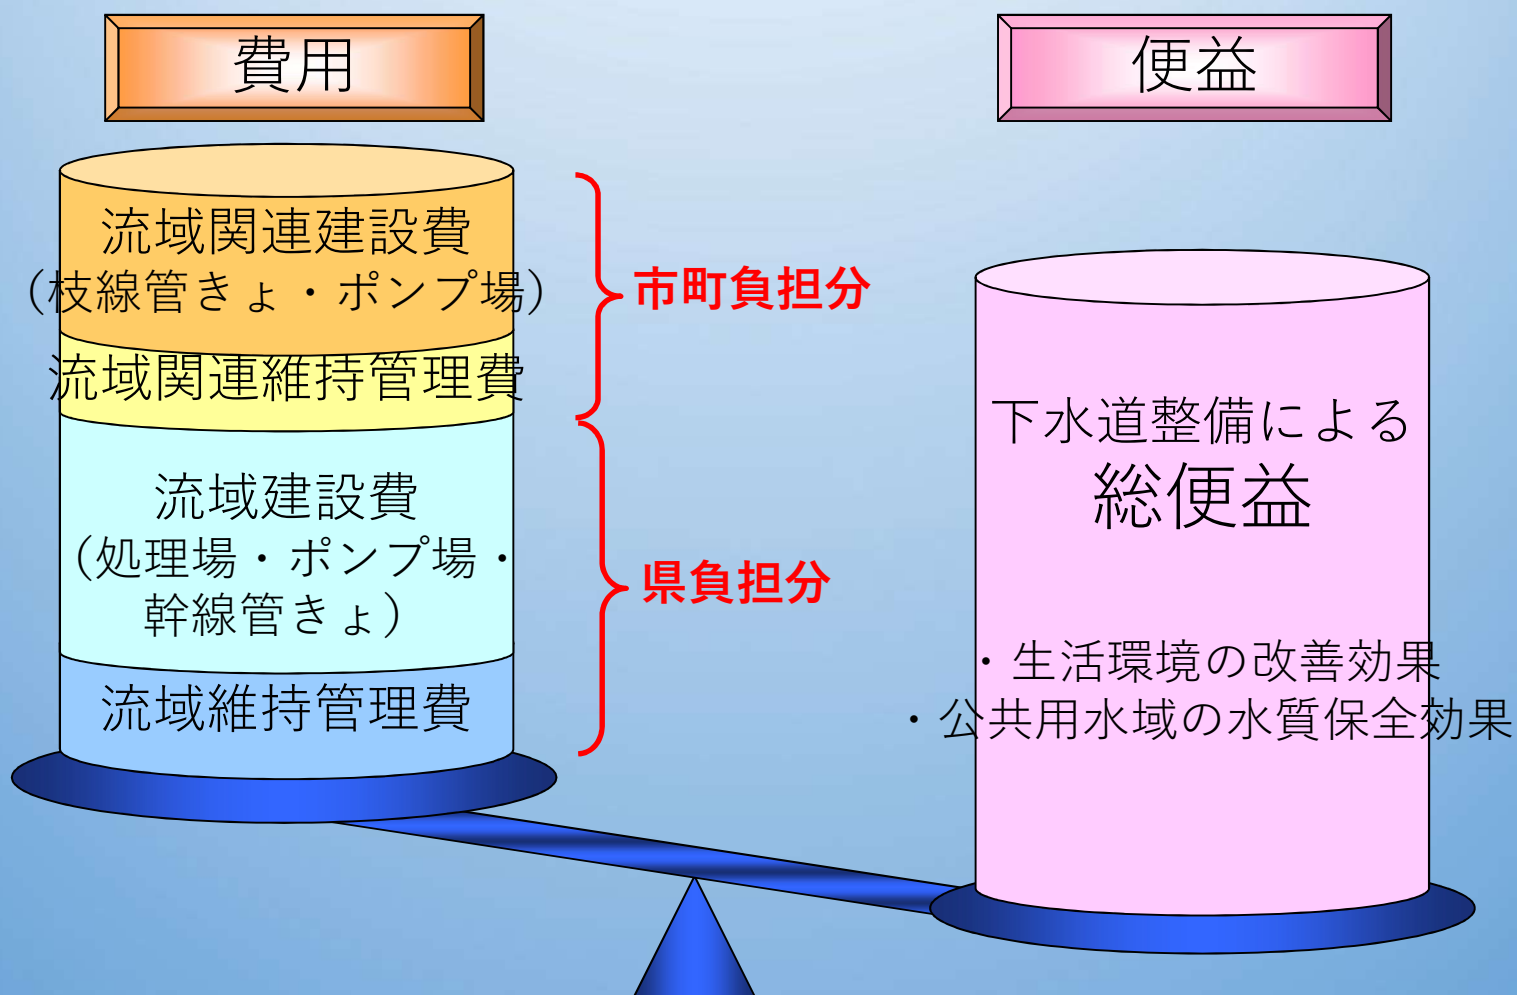 費用
流域関連建設費
（枝線管きょ・ポンプ場）
流域関連維持管理費
流域建設費
（処理場・ポンプ場・
幹線管きょ）
流域維持管理費
市町負担分
県負担分
便益
下水道整備による
総便益
・生活環境の改善効果
・公共用水域の水質保全効果